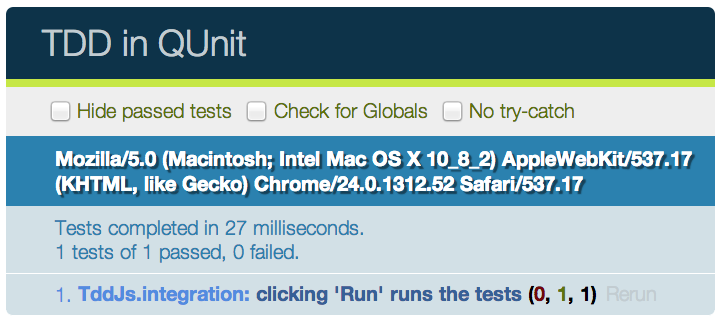 TDD in QUnit
Hide passed tests Check for Globals No try-catch
Mozilla/5.0 (Macintosh; Intel Mac OS X 10_8_2) AppleWebKit/537.17
(KHTML, like Gecko) Chrome/24.0.1312.52 Safari/537.17
Tests completed in 27 milliseconds.
1 tests of 1 passed, 0 failed.
1. TddJs.integration: clicking 'Run' runs the tests (0, 1, 1) Rerun